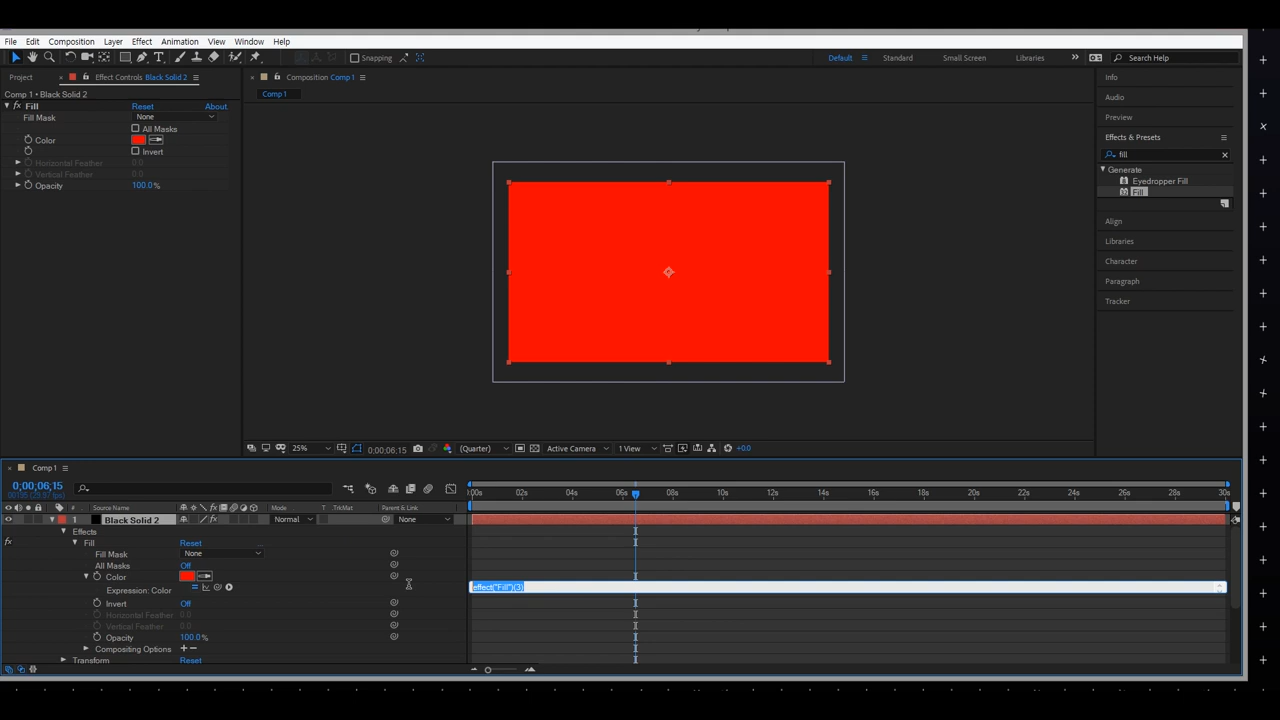 File Edit Composition Layer Effect Animation View Window Help
Snapping
Default Standard Small Screen Libraries Search Help
Project Effect Controls Black Solid 2
Comp 1 • Black Solid 2
Fill Reset About
Fill Mask None
All Masks
Color
Invert
Horizontal Feather 0.0
Vertical Feather 0.0
Opacity 100.0%
Composition Comp 1
Comp 1
Info
Audio
Preview
Effects & Presets
fill
Generate
Eyedropper Fill
Fill
Align
Libraries
Character
Paragraph
Tracker
25% 0;00;06;15 (Quarter) Active Camera 1 View +0.0
Comp 1
0;00;06;15
00195 (29.97 fps)
# Source Name Mode T TrkMat Parent & Link
:00s 02s 04s 06s 08s 10s 12s 14s 16s 18s 20s 22s 24s 26s 28s 30s
1 Black Solid 2 Normal None
Effects
Fill Reset
Fill Mask None
All Masks Off
Color
Expression: Color effect("Fill")(3)
Invert Off
Horizontal Feather 0.0
Vertical Feather 0.0
Opacity 100.0%
Compositing Options + −
Transform Reset